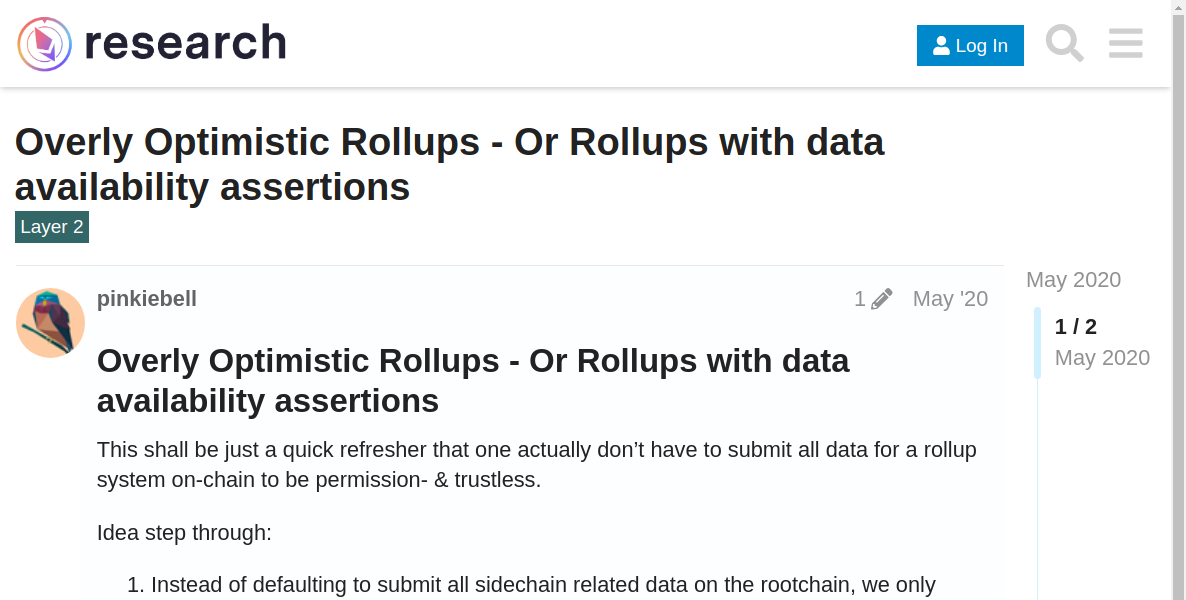 research
Log In
Overly Optimistic Rollups - Or Rollups with data
availability assertions
Layer 2
pinkiebell
1
May '20
May 2020
1 / 2
May 2020
Overly Optimistic Rollups - Or Rollups with data
availability assertions
This shall be just a quick refresher that one actually don’t have to submit all data for a rollup
system on-chain to be permission- & trustless.
Idea step through:
1. Instead of defaulting to submit all sidechain related data on the rootchain, we only